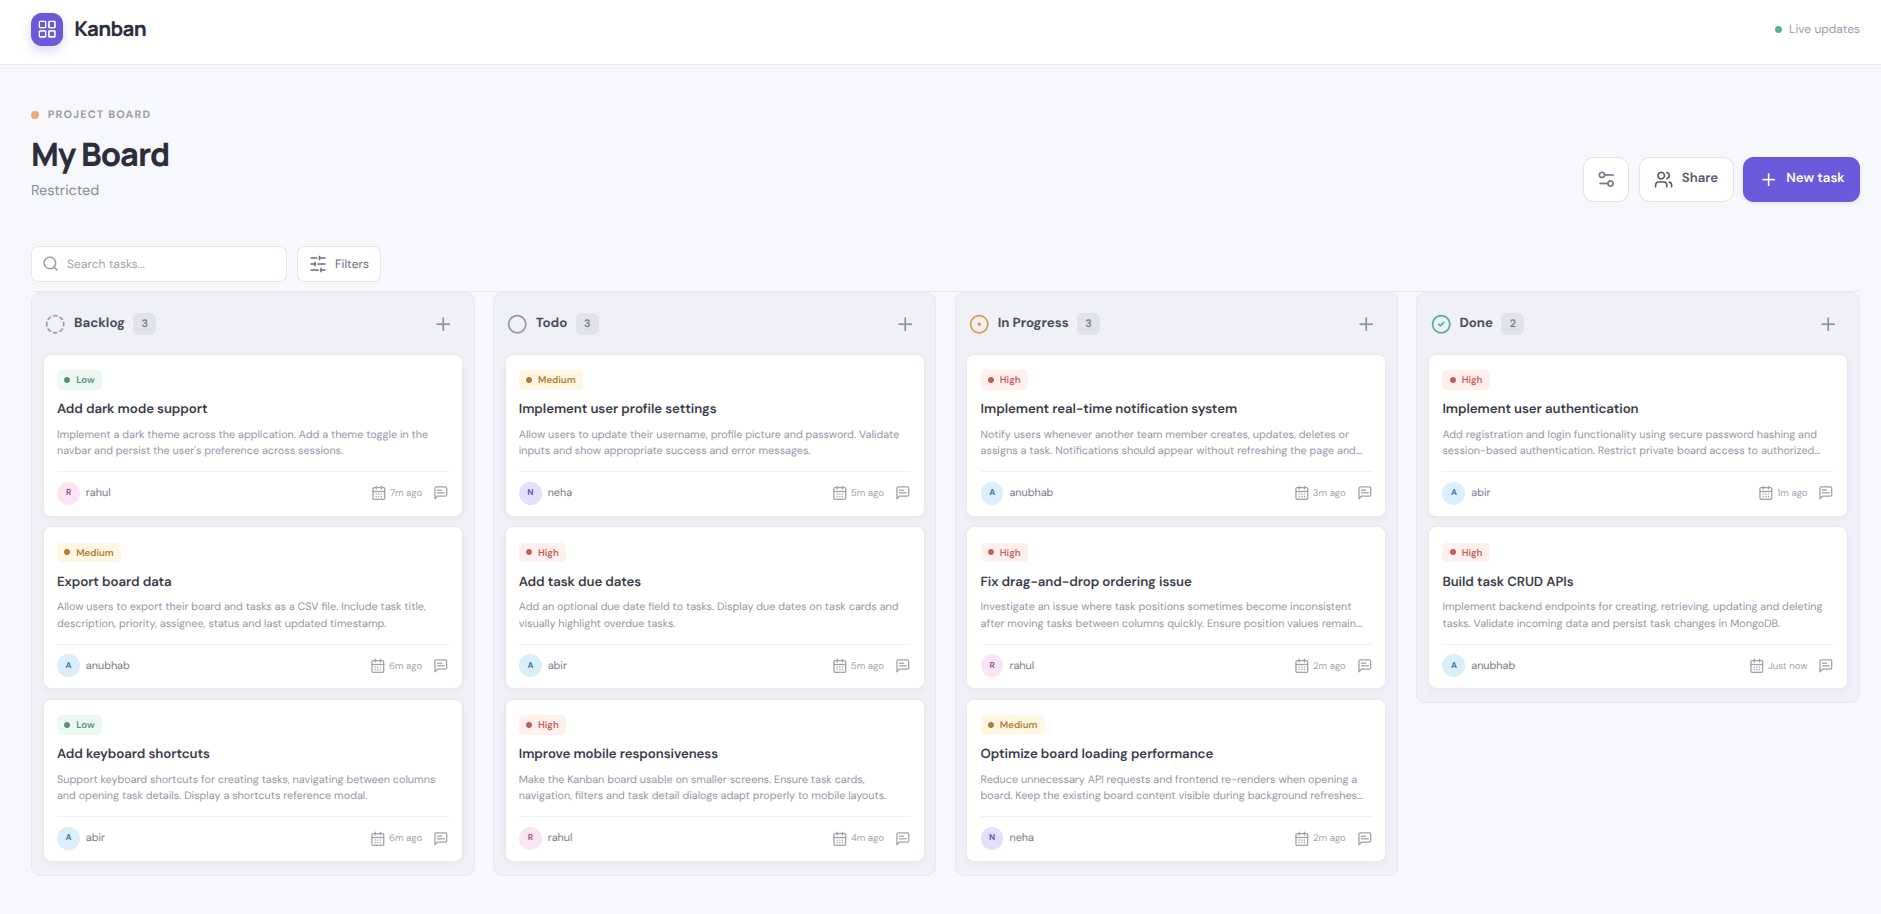 Kanban
Live updates
PROJECT BOARD
My Board
Restricted
Share
New task
Search tasks...
Filters
Backlog 3
Low
Add dark mode support
Implement a dark theme across the application. Add a theme toggle in the
navbar and persist the user's preference across sessions.
R rahul 7m ago
Medium
Export board data
Allow users to export their board and tasks as a CSV file. Include task title,
description, priority, assignee, status and last updated timestamp.
A anubhab 6m ago
Low
Add keyboard shortcuts
Support keyboard shortcuts for creating tasks, navigating between columns
and opening task details. Display a shortcuts reference modal.
A abir 6m ago
Todo 3
Medium
Implement user profile settings
Allow users to update their username, profile picture and password. Validate
inputs and show appropriate success and error messages.
N neha 5m ago
High
Add task due dates
Add an optional due date field to tasks. Display due dates on task cards and
visually highlight overdue tasks.
A abir 5m ago
High
Improve mobile responsiveness
Make the Kanban board usable on smaller screens. Ensure task cards,
navigation, filters and task detail dialogs adapt properly to mobile layouts.
R rahul 4m ago
In Progress 3
High
Implement real-time notification system
Notify users whenever another team member creates, updates, deletes or
assigns a task. Notifications should appear without refreshing the page and...
A anubhab 3m ago
High
Fix drag-and-drop ordering issue
Investigate an issue where task positions sometimes become inconsistent
after moving tasks between columns quickly. Ensure position values remain...
R rahul 2m ago
Medium
Optimize board loading performance
Reduce unnecessary API requests and frontend re-renders when opening a
board. Keep the existing board content visible during background refreshes...
N neha 2m ago
Done 2
High
Implement user authentication
Add registration and login functionality using secure password hashing and
session-based authentication. Restrict private board access to authorized...
A abir 1m ago
High
Build task CRUD APIs
Implement backend endpoints for creating, retrieving, updating and deleting
tasks. Validate incoming data and persist task changes in MongoDB.
A anubhab Just now